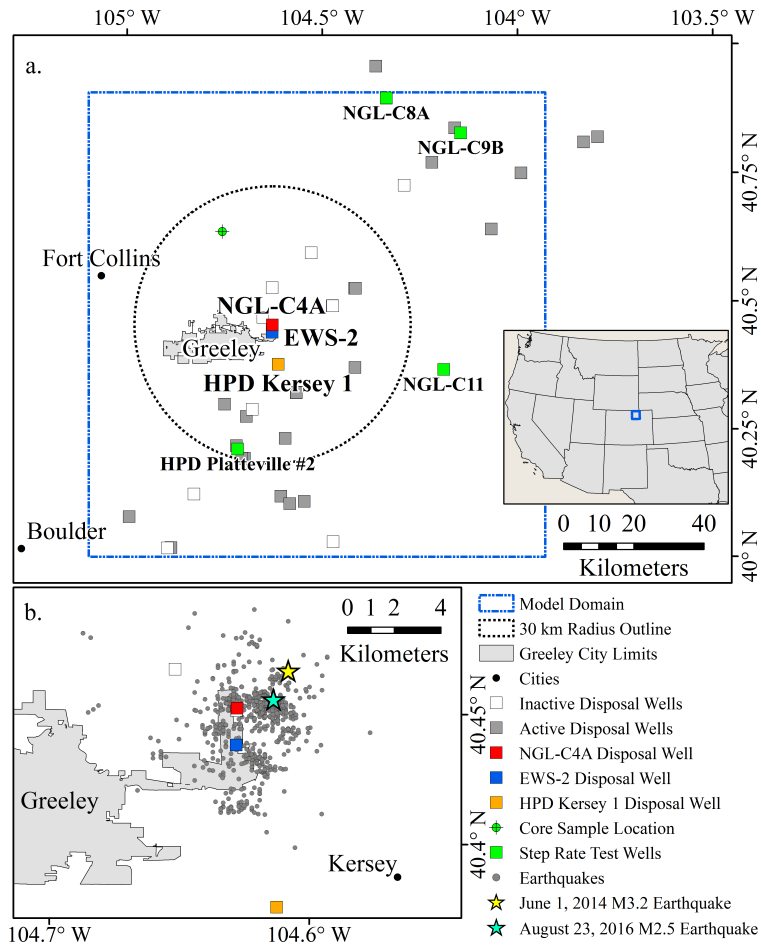 105° W
104.5° W
104° W
103.5° W
a.
NGL-C8A
NGL-C9B
40.75° N
Fort Collins
40.5° N
NGL-C4A
EWS-2
Greeley
HPD Kersey 1
NGL-C11
40.25° N
HPD Platteville #2
Boulder
0 10 20 40
Kilometers
40° N
b.
0 1 2 4
Kilometers
40.45° N
Greeley
40.4° N
Kersey
104.7° W
104.6° W
Model Domain
30 km Radius Outline
Greeley City Limits
Cities
Inactive Disposal Wells
Active Disposal Wells
NGL-C4A Disposal Well
EWS-2 Disposal Well
HPD Kersey 1 Disposal Well
Core Sample Location
Step Rate Test Wells
Earthquakes
June 1, 2014 M3.2 Earthquake
August 23, 2016 M2.5 Earthquake